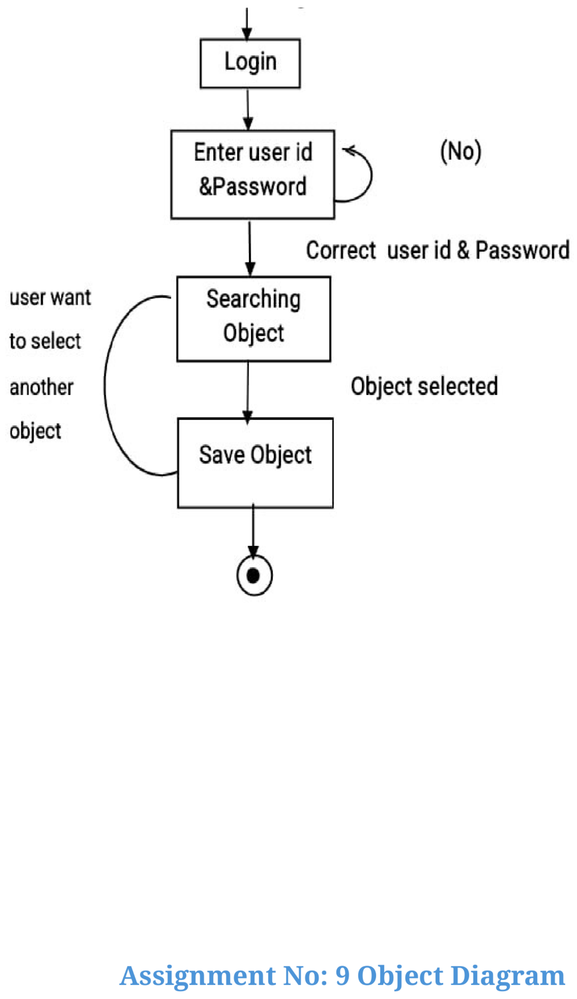 Login
Enter user id
&Password
(No)
Correct user id & Password
Searching
Object
user want
to select
another
object
Object selected
Save Object
Assignment No: 9 Object Diagram